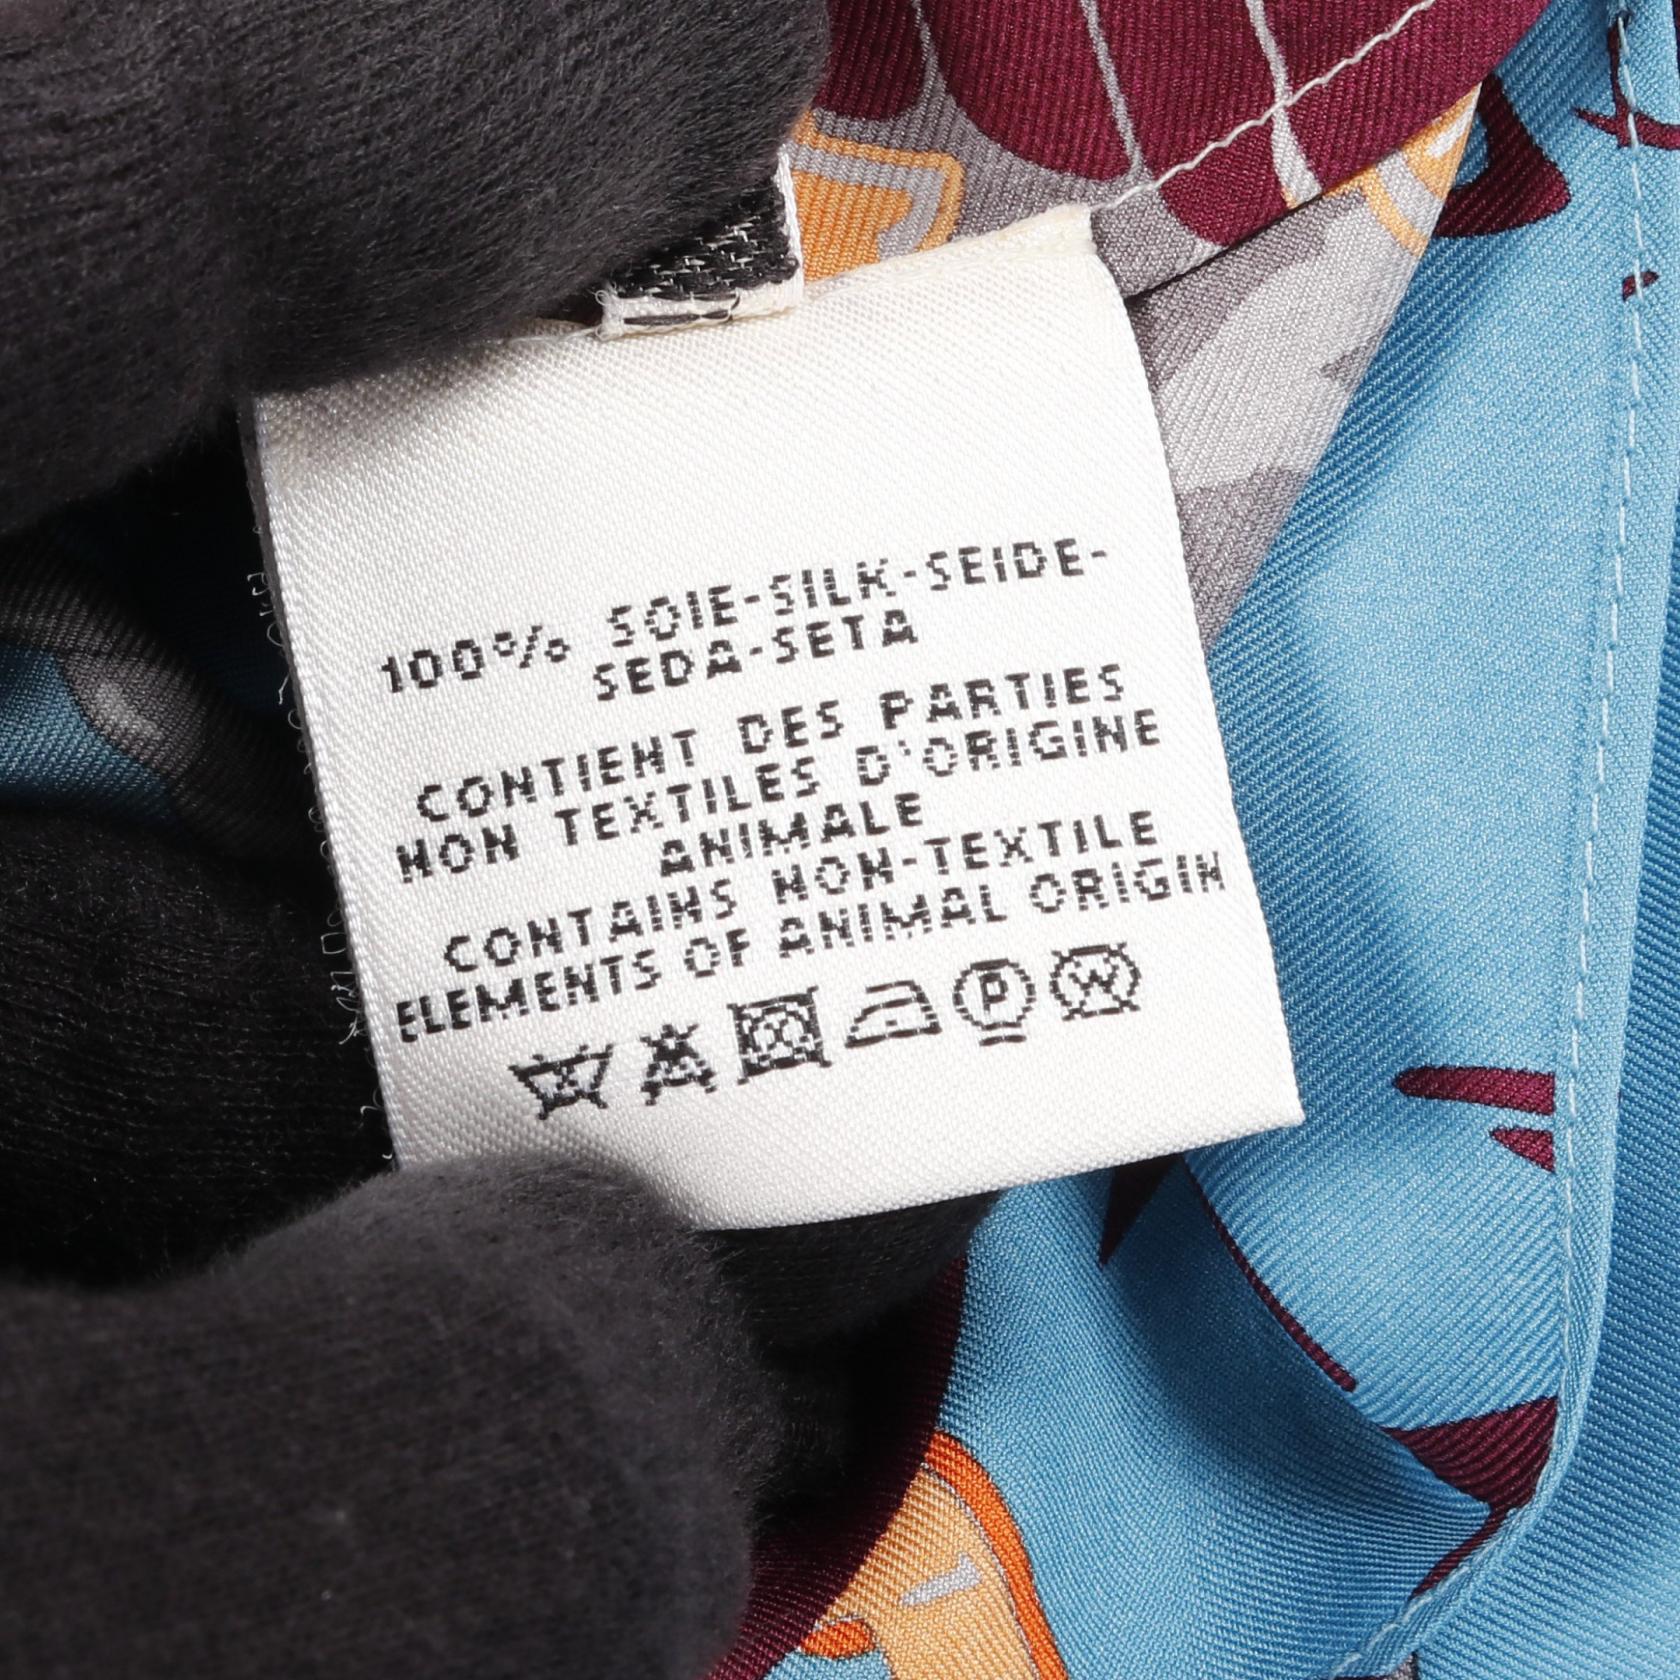 100% SOIE-SILK-SEIDE-
SEDA-SETA
CONTIENT DES PARTIES
NON TEXTILES D'ORIGINE
ANIMALE
CONTAINS NON-TEXTILE
ELEMENTS OF ANIMAL ORIGIN
P W